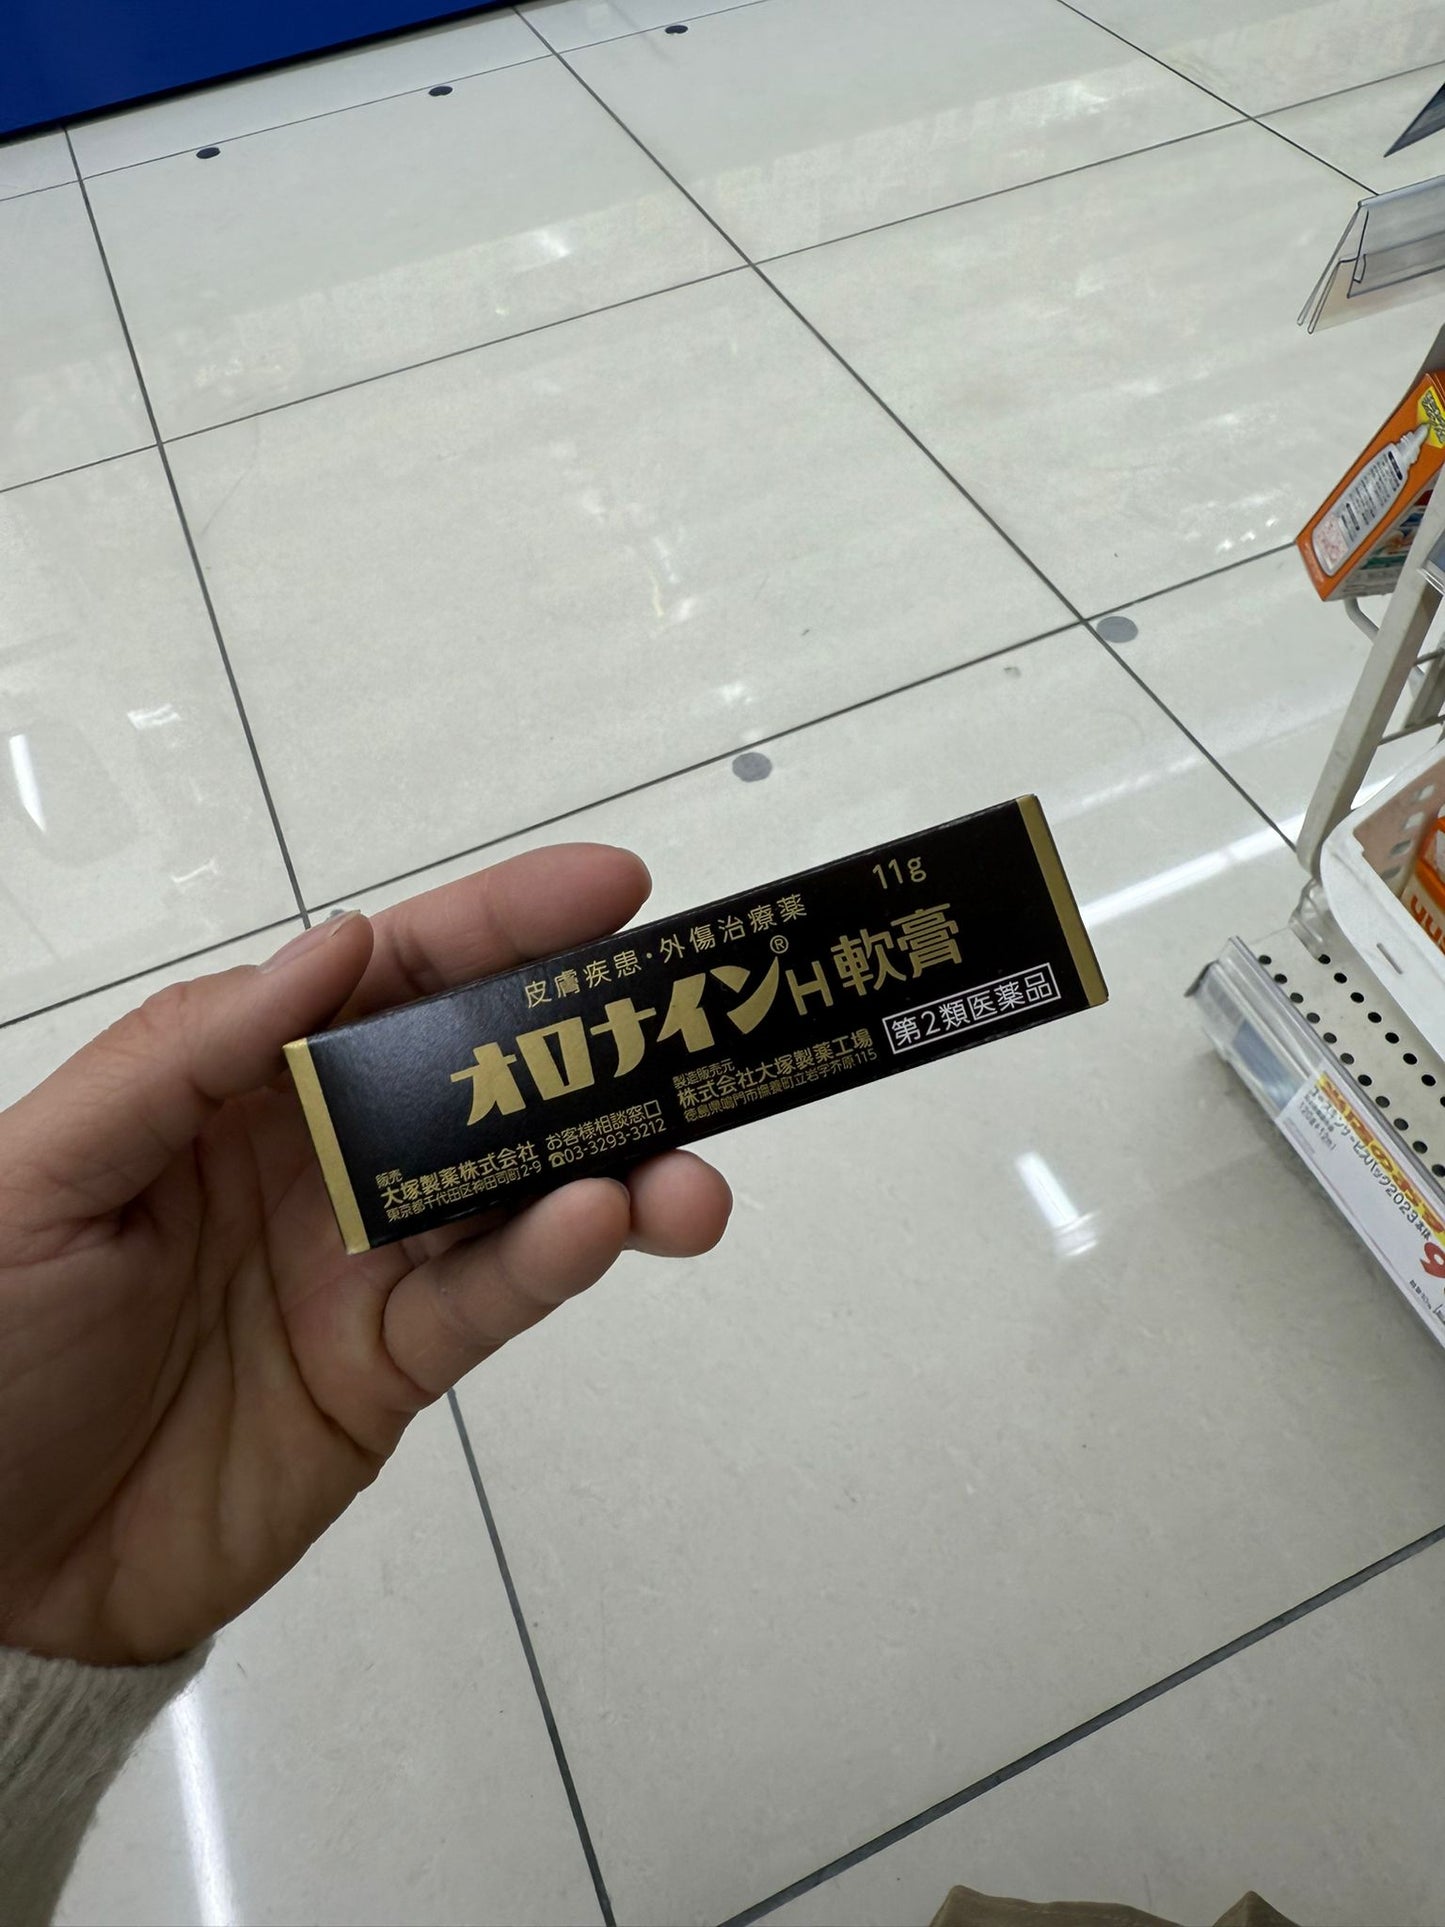 11g
皮膚疾患・外傷治療薬
オロナイン®H軟膏
第2類医薬品
販売
大塚製薬株式会社 お客様相談窓口
東京都千代田区神田司町2-9 ☎03-3293-3212
製造販売元
株式会社大塚製薬工場
徳島県鳴門市撫養町立岩字芥原115